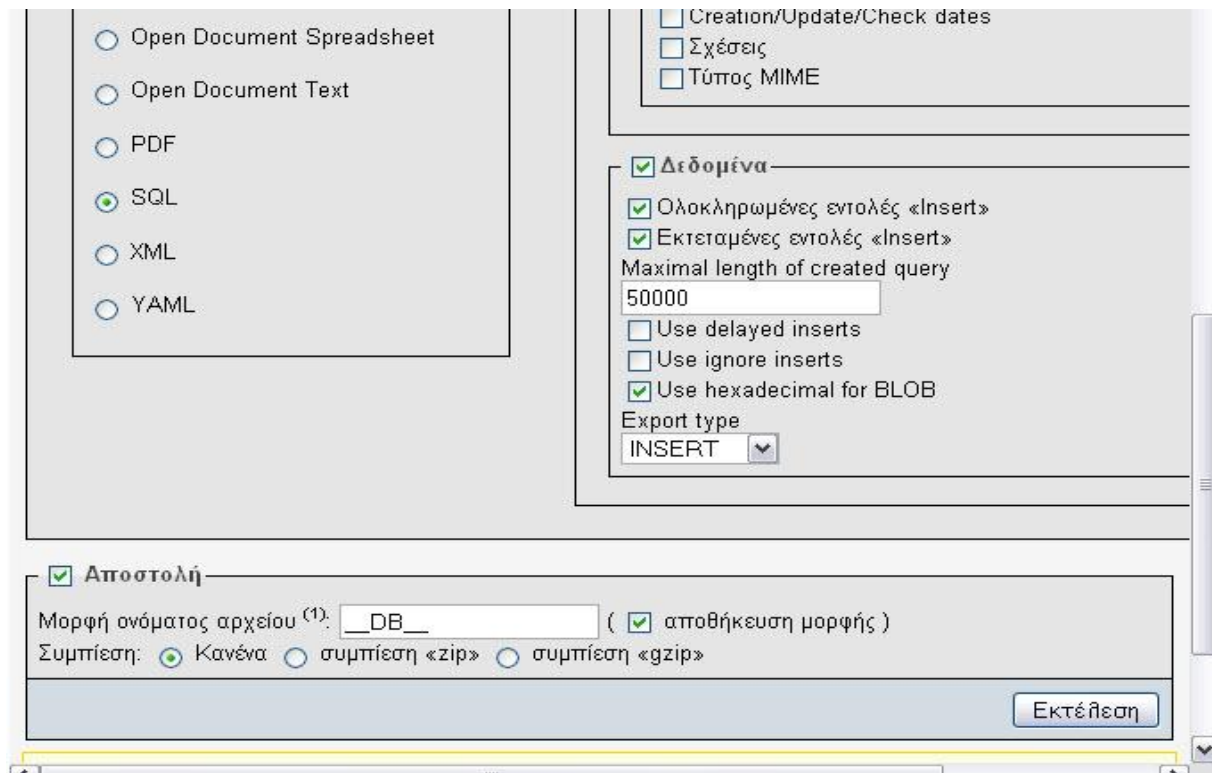 Open Document Spreadsheet
Open Document Text
PDF
SQL
XML
YAML
Creation/Update/Check dates
Σχέσεις
Τύπος MIME
Δεδομένα
Ολοκληρωμένες εντολές «Insert»
Εκτεταμένες εντολές «Insert»
Maximal length of created query
50000
Use delayed inserts
Use ignore inserts
Use hexadecimal for BLOB
Export type
INSERT
Αποστολή
Μορφή ονόματος αρχείου (1): __DB__ ( αποθήκευση μορφής )
Συμπίεση: Κανένα συμπίεση «zip» συμπίεση «gzip»
Εκτέλεση